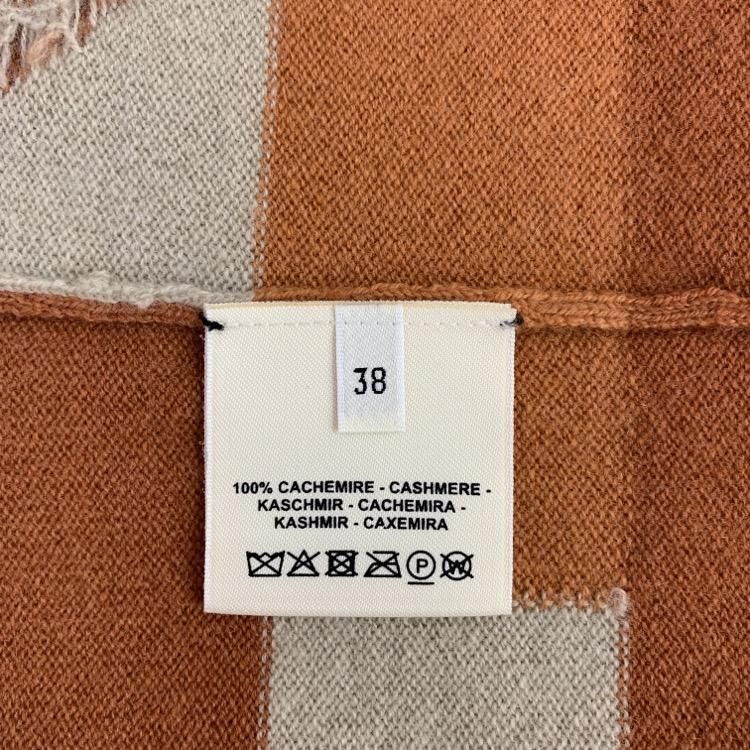 38
100% CACHEMIRE - CASHMERE -
KASCHMIR - CACHEMIRA -
KASHMIR - CAXEMIRA
P W